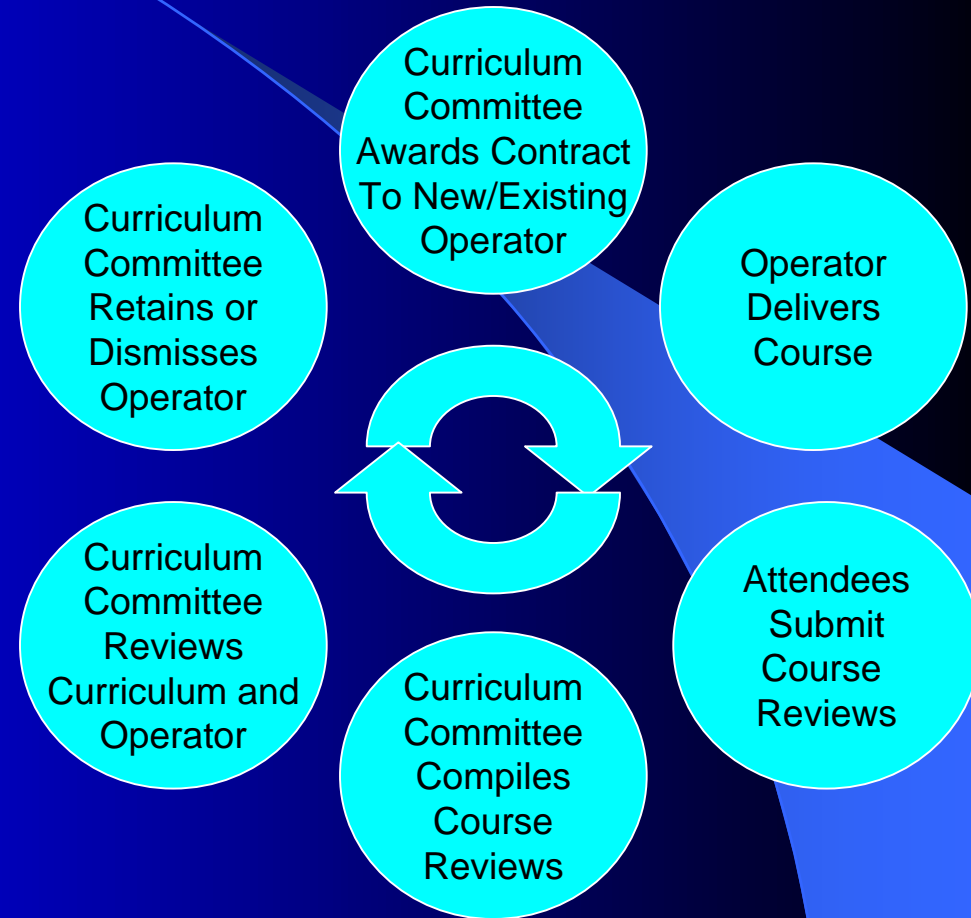 Curriculum
Committee
Awards Contract
To New/Existing
Operator
Operator
Delivers
Course
Attendees
Submit
Course
Reviews
Curriculum
Committee
Compiles
Course
Reviews
Curriculum
Committee
Reviews
Curriculum and
Operator
Curriculum
Committee
Retains or
Dismisses
Operator